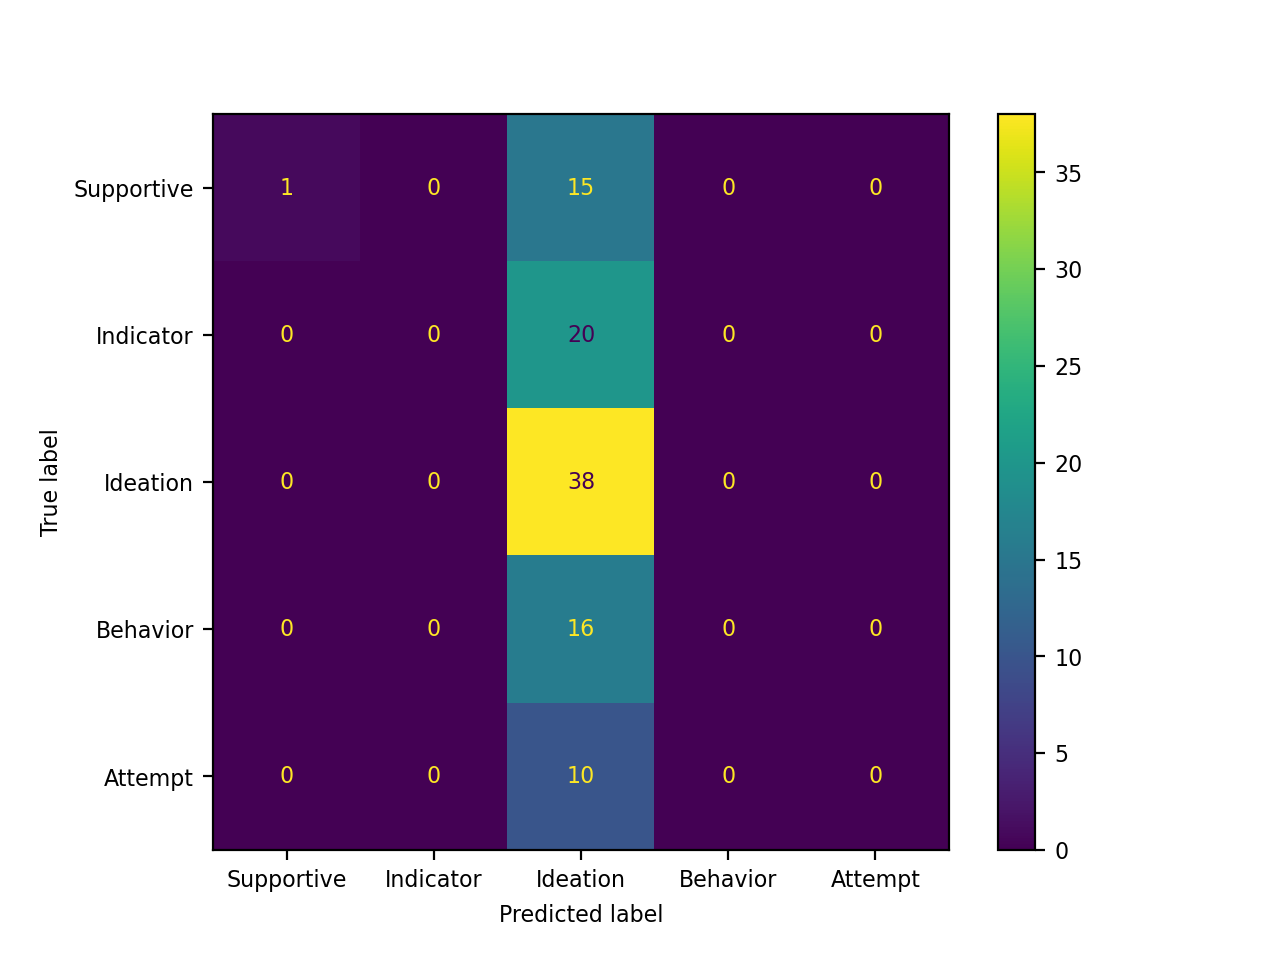 Supportive 1 0 15 0 0
Indicator 0 0 20 0 0
Ideation 0 0 38 0 0
Behavior 0 0 16 0 0
Attempt 0 0 10 0 0
Supportive Indicator Ideation Behavior Attempt
Predicted label
True label
35
30
25
20
15
10
5
0